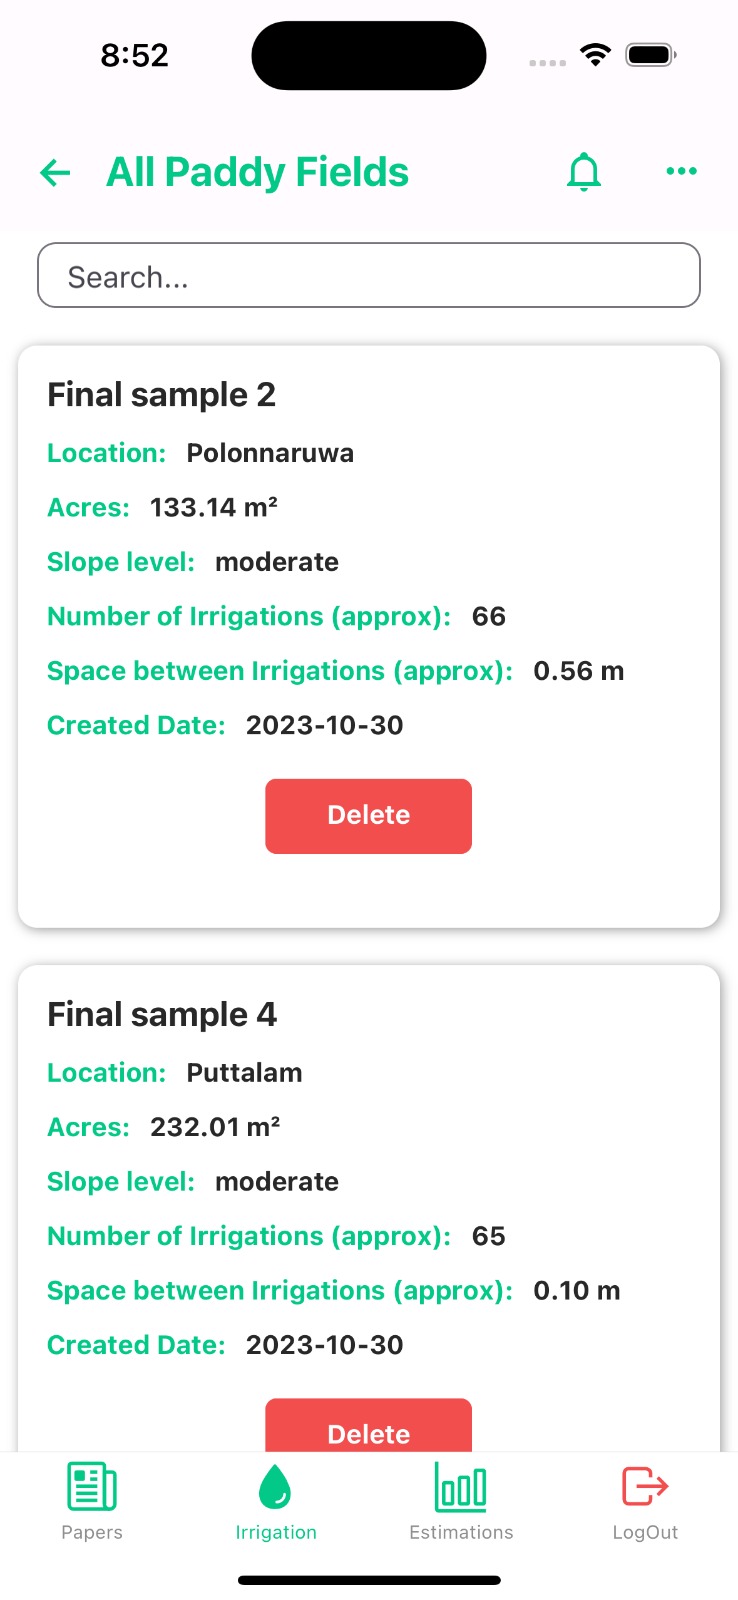 8:52
All Paddy Fields
Search...
Final sample 2
Location: Polonnaruwa
Acres: 133.14 m²
Slope level: moderate
Number of Irrigations (approx): 66
Space between Irrigations (approx): 0.56 m
Created Date: 2023-10-30
Delete
Final sample 4
Location: Puttalam
Acres: 232.01 m²
Slope level: moderate
Number of Irrigations (approx): 65
Space between Irrigations (approx): 0.10 m
Created Date: 2023-10-30
Delete
Papers Irrigation Estimations LogOut